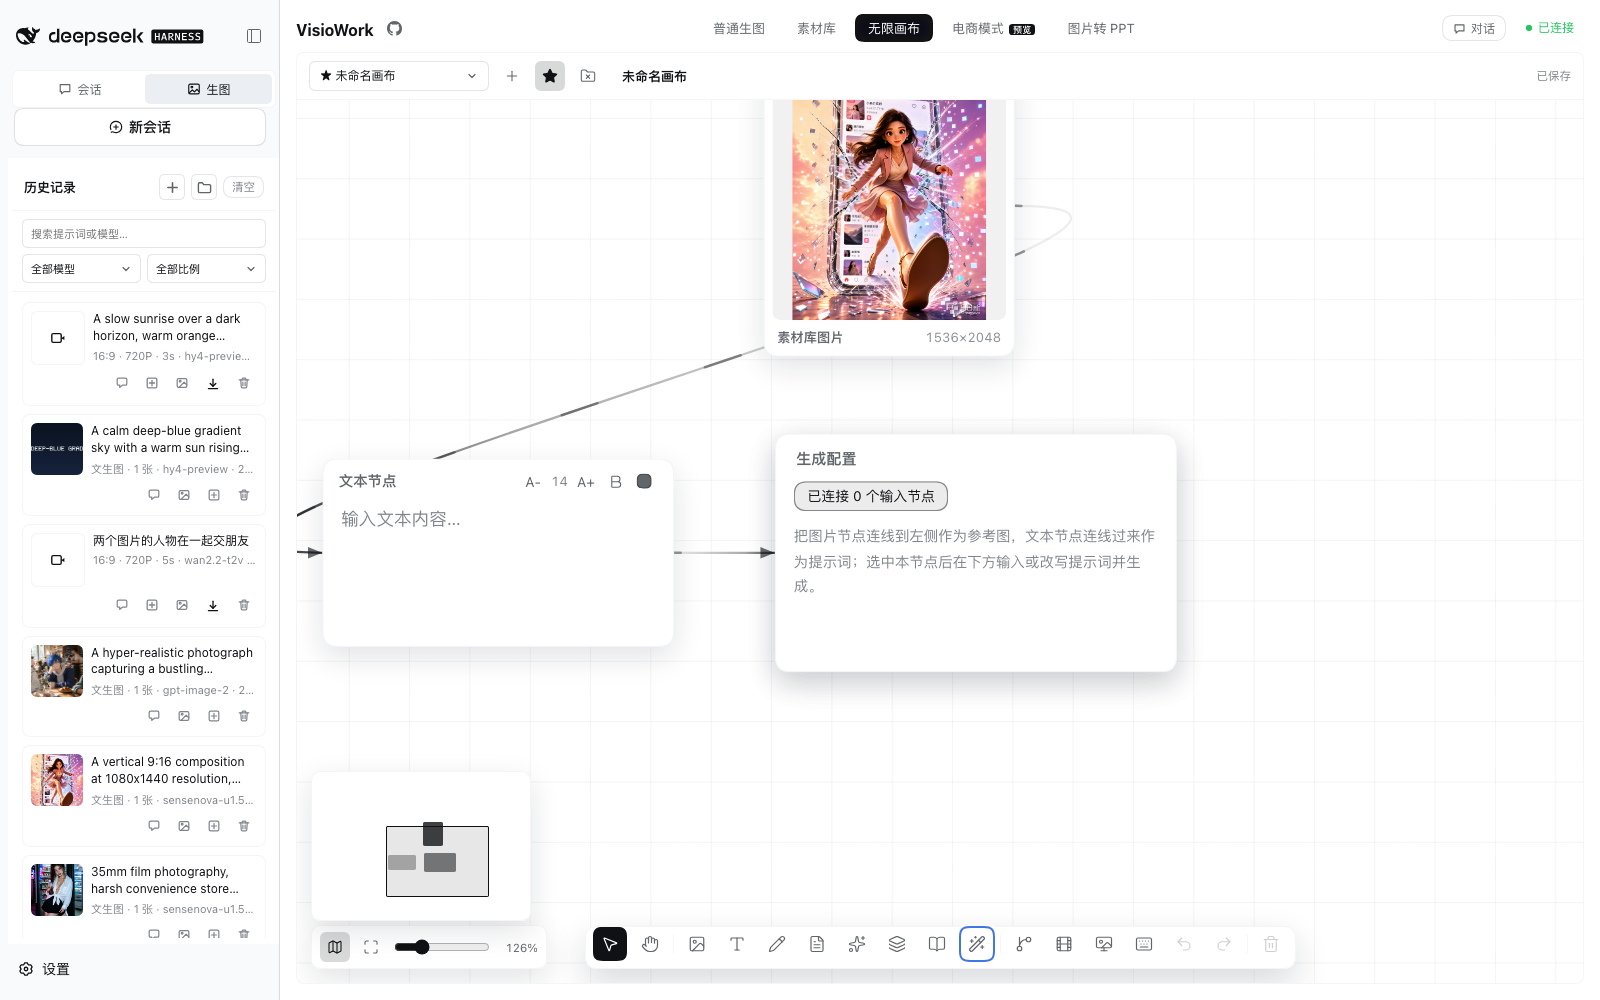 deepseek HARNESS
会话
生图
新会话
历史记录
清空
搜索提示词或模型...
全部模型
全部比例
A slow sunrise over a dark
horizon, warm orange...
16:9 · 720P · 3s · hy4-previe...
A calm deep-blue gradient
sky with a warm sun rising...
文生图 · 1 张 · hy4-preview · 2...
DEEP-BLUE GRAD
两个图片的人物在一起交朋友
16:9 · 720P · 5s · wan2.2-t2v ...
A hyper-realistic photograph
capturing a bustling...
文生图 · 1 张 · gpt-image-2 · 2...
A vertical 9:16 composition
at 1080x1440 resolution,...
文生图 · 1 张 · sensenova-u1.5...
35mm film photography,
harsh convenience store...
文生图 · 1 张 · sensenova-u1.5...
设置
VisioWork
普通生图
素材库
无限画布
电商模式 预览
图片转 PPT
对话
已连接
★ 未命名画布
未命名画布
已保存
素材库图片
1536×2048
文本节点
A-
14
A+
B
输入文本内容...
生成配置
已连接 0 个输入节点
把图片节点连线到左侧作为参考图，文本节点连线过来作
为提示词；选中本节点后在下方输入或改写提示词并生
成。
126%